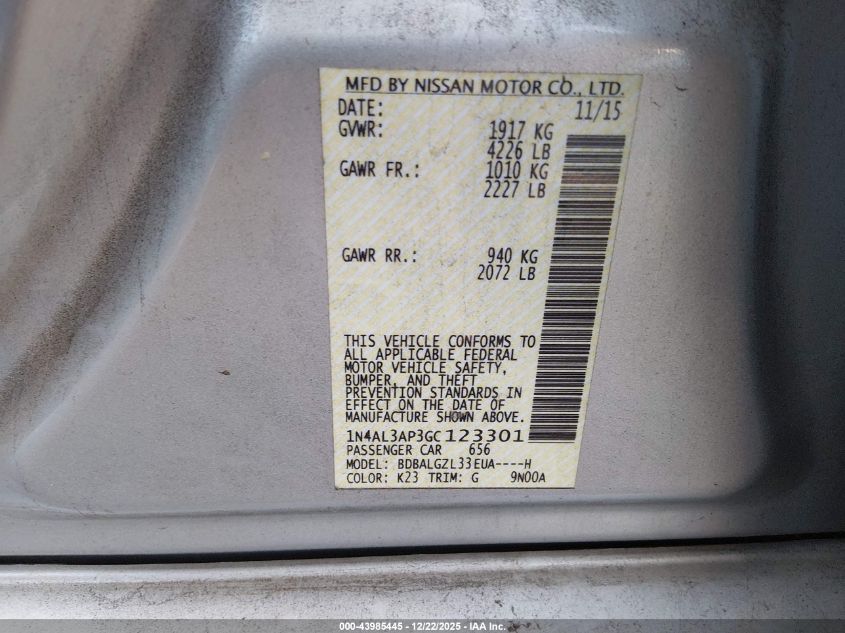 MFD BY NISSAN MOTOR CO., LTD.
DATE: 11/15
GVWR: 1917 KG
4226 LB
GAWR FR.: 1010 KG
2227 LB
GAWR RR.: 940 KG
2072 LB
THIS VEHICLE CONFORMS TO
ALL APPLICABLE FEDERAL
MOTOR VEHICLE SAFETY,
BUMPER, AND THEFT
PREVENTION STANDARDS IN
EFFECT ON THE DATE OF
MANUFACTURE SHOWN ABOVE.
1N4AL3AP3GC123301
PASSENGER CAR 656
MODEL: BDBALGZL33EUA----H
COLOR: K23 TRIM: G 9N00A
000-43985445 - 12/22/2025 - IAA Inc.